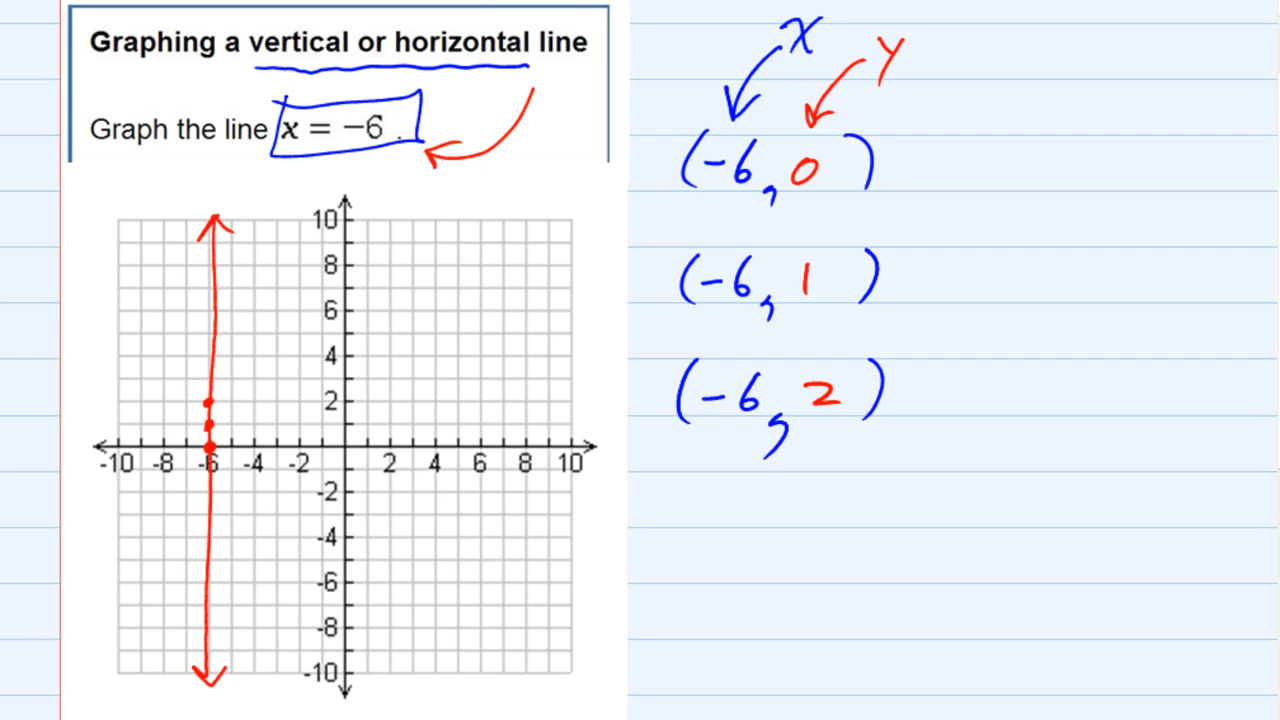 Graphing a vertical or horizontal line
Graph the line x = −6 .
x
y
(-6, 0)
(-6, 1)
(-6, 2)
10
8
6
4
2
-10 -8 -6 -4 -2 2 4 6 8 10
-2
-4
-6
-8
-10